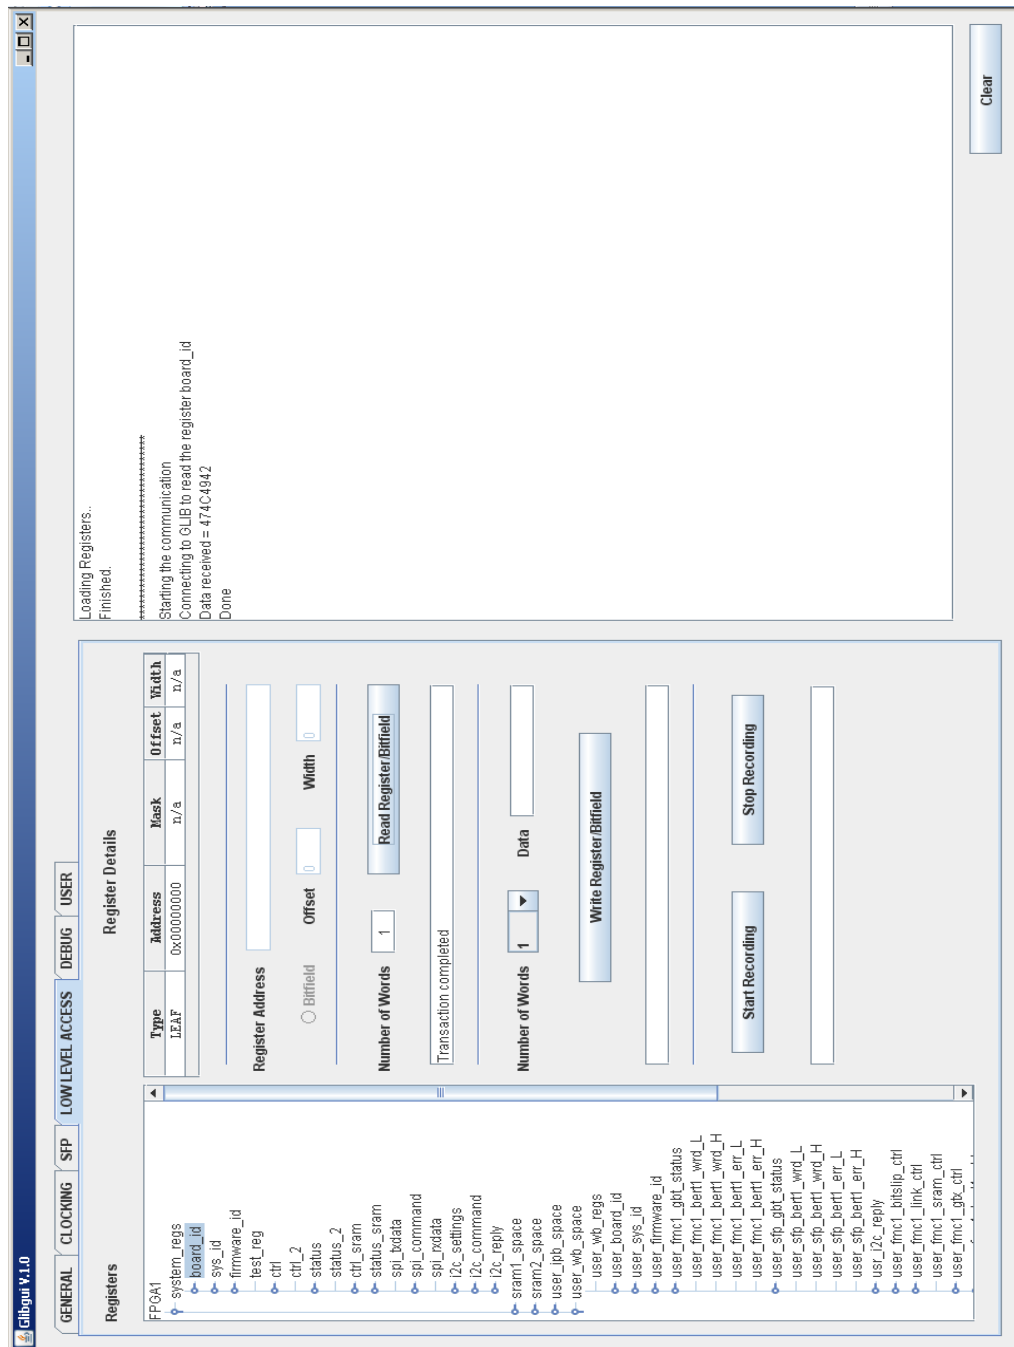 Glibgui V.1.0
GENERAL CLOCKING SFP LOW LEVEL ACCESS DEBUG USER
Registers
FPGA1
system_regs
board_id
sys_id
firmware_id
test_reg
ctrl
ctrl_2
status
status_2
ctrl_sram
status_sram
spi_txdata
spi_command
spi_rxdata
i2c_settings
i2c_command
i2c_reply
sram1_space
sram2_space
user_ipb_space
user_wb_space
user_wb_regs
user_board_id
user_sys_id
user_firmware_id
user_fmc1_gbt_status
user_fmc1_bert1_wrd_L
user_fmc1_bert1_wrd_H
user_fmc1_bert1_err_L
user_fmc1_bert1_err_H
user_sfp_gbt_status
user_sfp_bert1_wrd_L
user_sfp_bert1_wrd_H
user_sfp_bert1_err_L
user_sfp_bert1_err_H
usr_i2c_reply
user_fmc1_bitslip_ctrl
user_fmc1_link_ctrl
user_fmc1_sram_ctrl
user_fmc1_gtx_ctrl
Register Details
Type Address Mask Offset Width
LEAF 0x00000000 n/a n/a n/a
Register Address
Bitfield Offset 0 Width 0
Number of Words 1 Read Register/Bitfield
Transaction completed
Number of Words 1 Data
Write Register/Bitfield
Start Recording Stop Recording
Loading Registers..
Finished.
Starting the communication
Connecting to GLIB to read the register board_id
Data received = 474C4942
Done
Clear